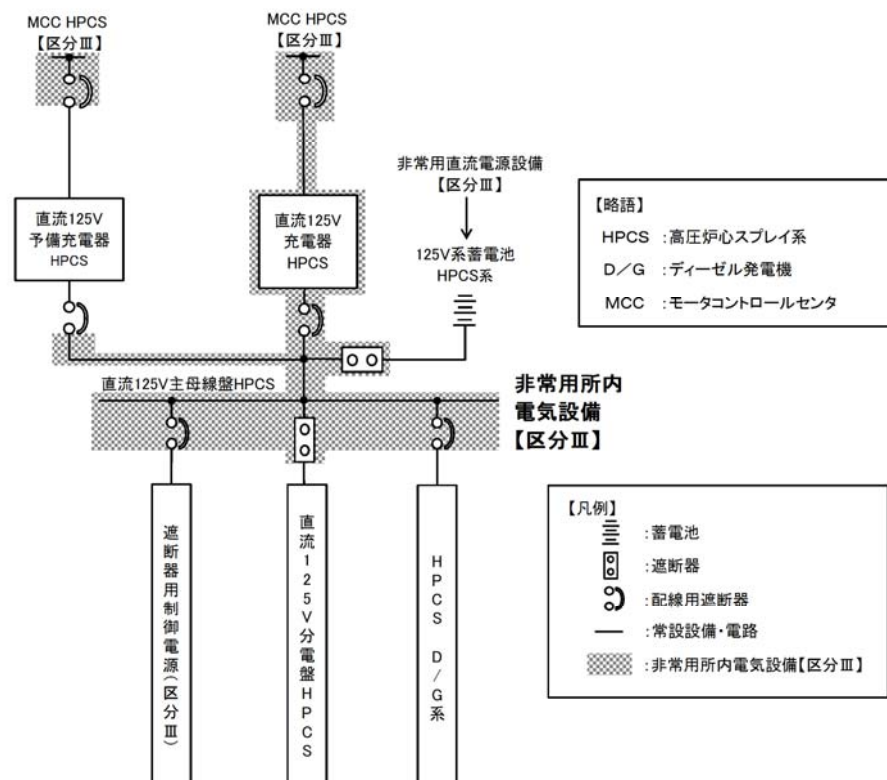 MCC HPCS
【区分Ⅲ】
MCC HPCS
【区分Ⅲ】
直流125V
予備充電器
HPCS
直流125V
充電器
HPCS
非常用直流電源設備
【区分Ⅲ】
125V系蓄電池
HPCS系
【略語】
HPCS :高圧炉心スプレイ系
D/G :ディーゼル発電機
MCC :モータコントロールセンタ
直流125V主母線盤HPCS
非常用所内
電気設備
【区分Ⅲ】
遮断器用制御電源(区分Ⅲ)
直流125V分電盤HPCS
HPCS D/G系
【凡例】
:蓄電池
:遮断器
:配線用遮断器
:常設設備・電路
:非常用所内電気設備【区分Ⅲ】